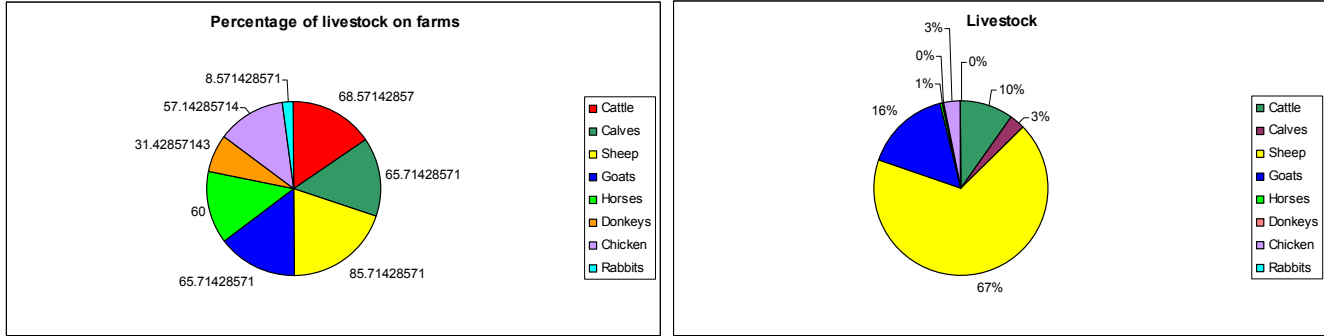 Percentage of livestock on farms
8.571428571
68.57142857
57.14285714
31.42857143
65.71428571
60
65.71428571
85.71428571
Cattle
Calves
Sheep
Goats
Horses
Donkeys
Chicken
Rabbits
Livestock
3%
0%
0%
1%
10%
16%
3%
67%
Cattle
Calves
Sheep
Goats
Horses
Donkeys
Chicken
Rabbits